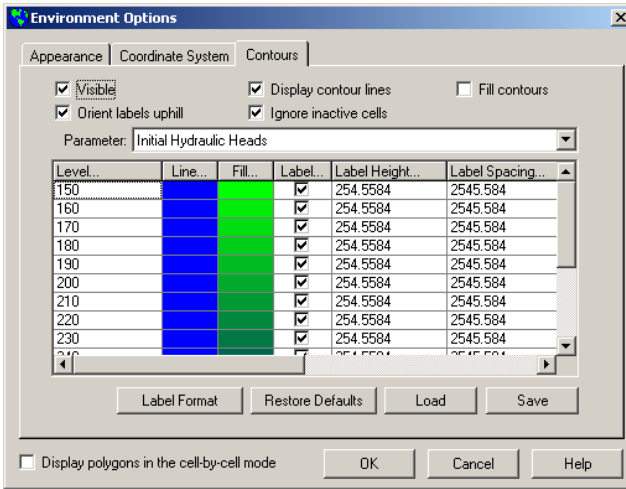 Environment Options
Appearance Coordinate System Contours
Visible Display contour lines Fill contours
Orient labels uphill Ignore inactive cells
Parameter: Initial Hydraulic Heads
Level... Line... Fill... Label... Label Height... Label Spacing...
150 254.5584 2545.584
160 254.5584 2545.584
170 254.5584 2545.584
180 254.5584 2545.584
190 254.5584 2545.584
200 254.5584 2545.584
210 254.5584 2545.584
220 254.5584 2545.584
230 254.5584 2545.584
Label Format Restore Defaults Load Save
Display polygons in the cell-by-cell mode OK Cancel Help